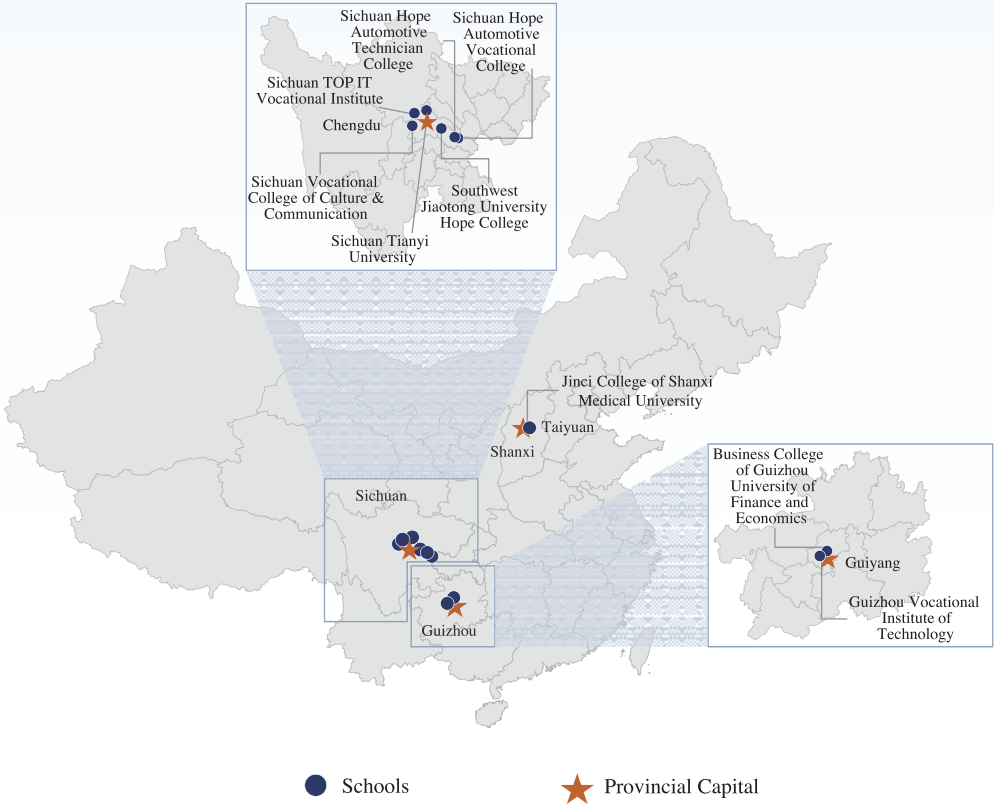 Sichuan Hope
Automotive
Technician
College
Sichuan Hope
Automotive
Vocational
College
Sichuan TOP IT
Vocational Institute
Chengdu
Sichuan Vocational
College of Culture &
Communication
Southwest
Jiaotong University
Hope College
Sichuan Tianyi
University
Jinci College of Shanxi
Medical University
Taiyuan
Shanxi
Business College
of Guizhou
University of
Finance and
Economics
Guiyang
Guizhou Vocational
Institute of
Technology
Sichuan
Guizhou
Schools
Provincial Capital